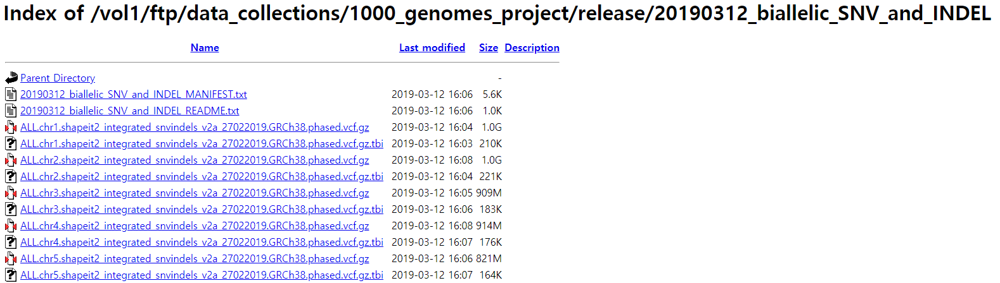 Index of /vol1/ftp/data_collections/1000_genomes_project/release/20190312_biallelic_SNV_and_INDEL
Name Last modified Size Description
Parent Directory -
20190312_biallelic_SNV_and_INDEL_MANIFEST.txt 2019-03-12 16:06 5.6K
20190312_biallelic_SNV_and_INDEL_README.txt 2019-03-12 16:06 1.0K
ALL.chr1.shapeit2_integrated_snvindels_v2a_27022019.GRCh38.phased.vcf.gz 2019-03-12 16:04 1.0G
ALL.chr1.shapeit2_integrated_snvindels_v2a_27022019.GRCh38.phased.vcf.gz.tbi 2019-03-12 16:03 210K
ALL.chr2.shapeit2_integrated_snvindels_v2a_27022019.GRCh38.phased.vcf.gz 2019-03-12 16:08 1.0G
ALL.chr2.shapeit2_integrated_snvindels_v2a_27022019.GRCh38.phased.vcf.gz.tbi 2019-03-12 16:04 221K
ALL.chr3.shapeit2_integrated_snvindels_v2a_27022019.GRCh38.phased.vcf.gz 2019-03-12 16:05 909M
ALL.chr3.shapeit2_integrated_snvindels_v2a_27022019.GRCh38.phased.vcf.gz.tbi 2019-03-12 16:06 183K
ALL.chr4.shapeit2_integrated_snvindels_v2a_27022019.GRCh38.phased.vcf.gz 2019-03-12 16:08 914M
ALL.chr4.shapeit2_integrated_snvindels_v2a_27022019.GRCh38.phased.vcf.gz.tbi 2019-03-12 16:07 176K
ALL.chr5.shapeit2_integrated_snvindels_v2a_27022019.GRCh38.phased.vcf.gz 2019-03-12 16:06 821M
ALL.chr5.shapeit2_integrated_snvindels_v2a_27022019.GRCh38.phased.vcf.gz.tbi 2019-03-12 16:07 164K